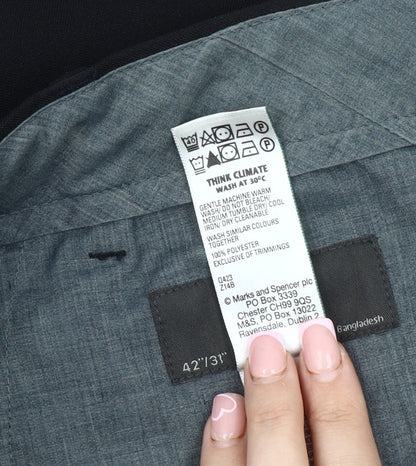 40 P
P
THINK CLIMATE
WASH AT 30°C
GENTLE MACHINE WARM
WASH/ DO NOT BLEACH/
MEDIUM TUMBLE DRY/ COOL
IRON/ DRY CLEANABLE
WASH SIMILAR COLOURS
TOGETHER
100% POLYESTER
EXCLUSIVE OF TRIMMINGS
0423
Z14B
© Marks and Spencer plc
PO Box 3339
Chester CH99 9QS
M&S, PO Box 13022
Ravensdale, Dublin 2
42"/31"
Bangladesh